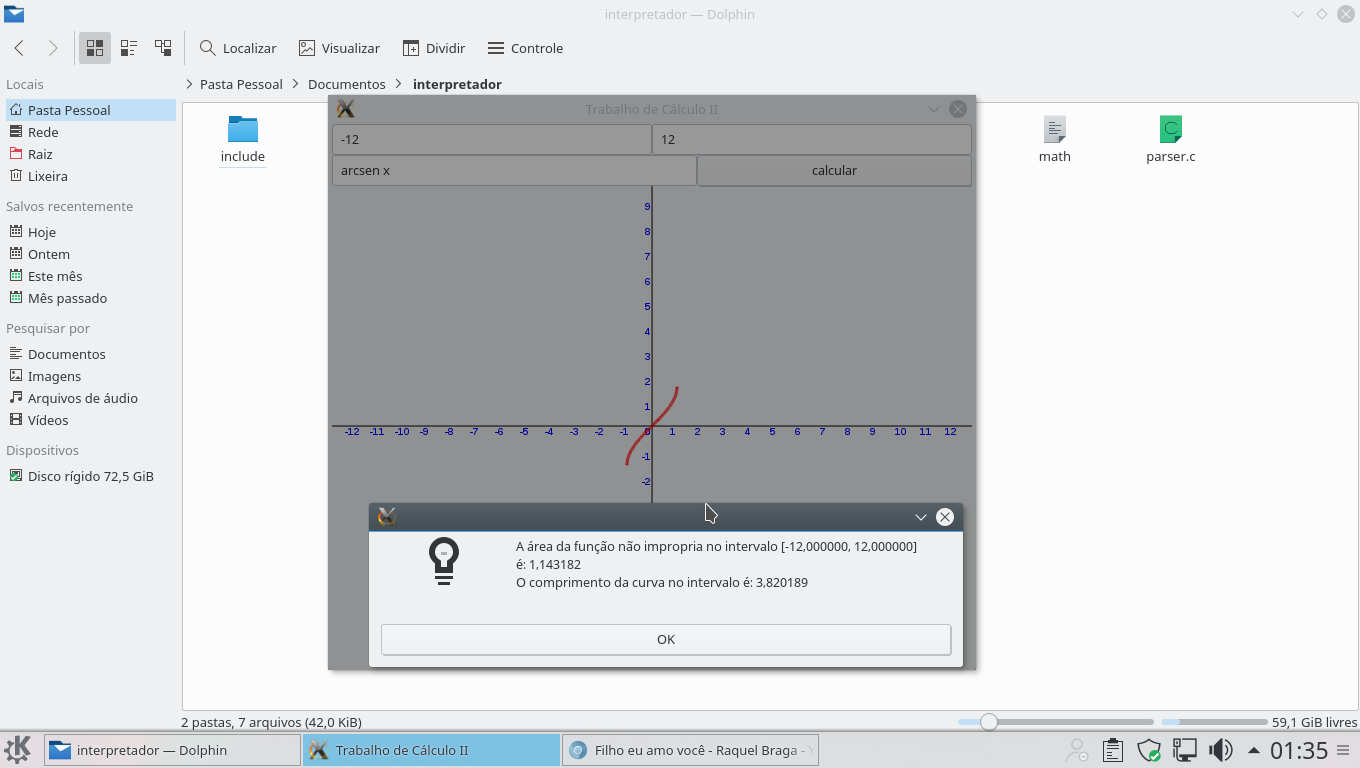 interpretador — Dolphin
Localizar Visualizar Dividir Controle
Locais
Pasta Pessoal Documentos interpretador
Pasta Pessoal
Rede
Raiz
Lixeira
Salvos recentemente
Hoje
Ontem
Este mês
Mês passado
Pesquisar por
Documentos
Imagens
Arquivos de áudio
Vídeos
Dispositivos
Disco rígido 72,5 GiB
include
math
parser.c
Trabalho de Cálculo II
-12 12
arcsen x calcular
9
8
7
6
5
4
3
2
1
-12 -11 -10 -9 -8 -7 -6 -5 -4 -3 -2 -1 0 1 2 3 4 5 6 7 8 9 10 11 12
-1
-2
A área da função não impropria no intervalo [-12,000000, 12,000000]
é: 1,143182
O comprimento da curva no intervalo é: 3,820189
OK
2 pastas, 7 arquivos (42,0 KiB) 59,1 GiB livres
interpretador — Dolphin Trabalho de Cálculo II Filho eu amo você - Raquel Braga - 01:35